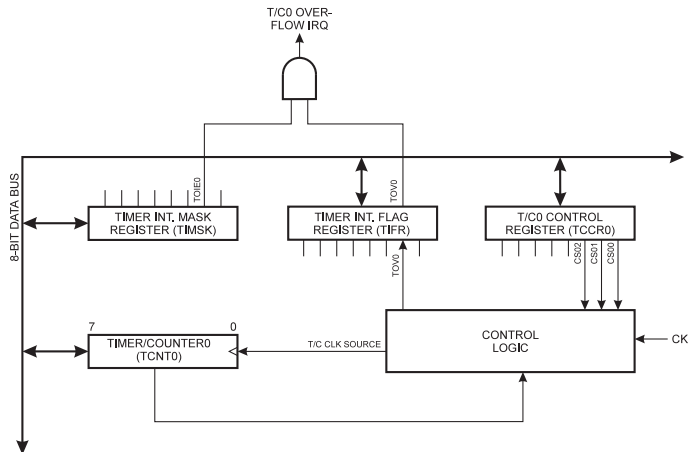 T/C0 OVER-
FLOW IRQ
8-BIT DATA BUS
TOIE0
TOV0
TIMER INT. MASK
REGISTER (TIMSK)
TIMER INT. FLAG
REGISTER (TIFR)
T/C0 CONTROL
REGISTER (TCCR0)
TOV0
CS02
CS01
CS00
7
0
TIMER/COUNTER0
(TCNT0)
T/C CLK SOURCE
CONTROL
LOGIC
CK